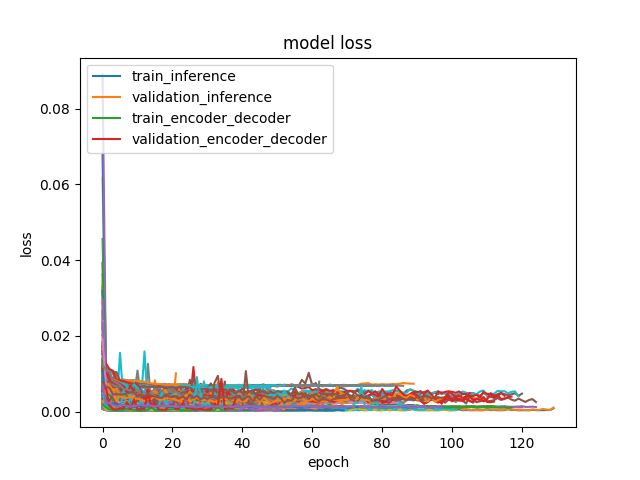 model loss
train_inference
validation_inference
train_encoder_decoder
validation_encoder_decoder
loss
0.08
0.06
0.04
0.02
0.00
0 20 40 60 80 100 120
epoch